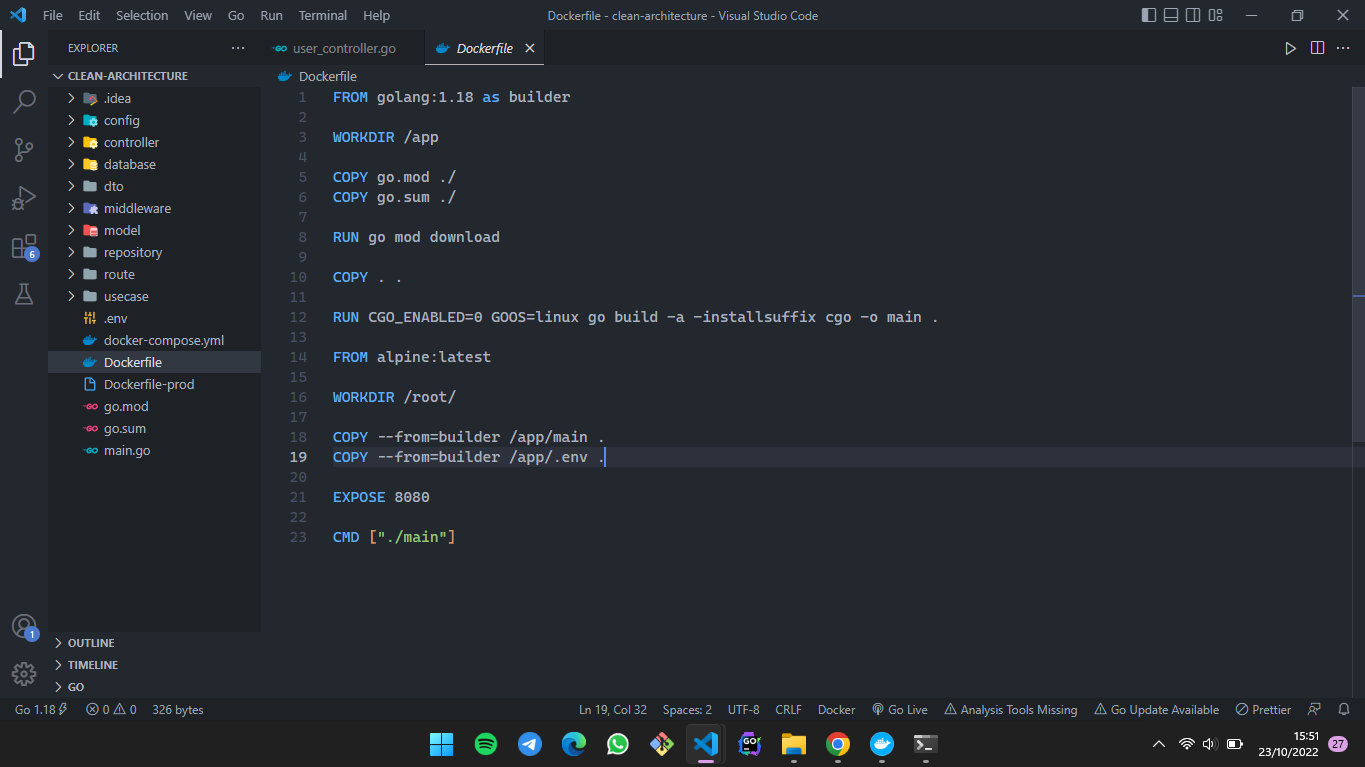 File Edit Selection View Go Run Terminal Help
Dockerfile - clean-architecture - Visual Studio Code
EXPLORER
user_controller.go
Dockerfile
CLEAN-ARCHITECTURE
.idea
config
controller
database
dto
middleware
model
repository
route
usecase
.env
docker-compose.yml
Dockerfile
Dockerfile-prod
go.mod
go.sum
main.go
OUTLINE
TIMELINE
GO
6
1
Dockerfile
1 FROM golang:1.18 as builder
2
3 WORKDIR /app
4
5 COPY go.mod ./
6 COPY go.sum ./
7
8 RUN go mod download
9
10 COPY . .
11
12 RUN CGO_ENABLED=0 GOOS=linux go build -a -installsuffix cgo -o main .
13
14 FROM alpine:latest
15
16 WORKDIR /root/
17
18 COPY --from=builder /app/main .
19 COPY --from=builder /app/.env .
20
21 EXPOSE 8080
22
23 CMD ["./main"]
Go 1.18 0 0 326 bytes
Ln 19, Col 32 Spaces: 2 UTF-8 CRLF Docker Go Live Analysis Tools Missing Go Update Available Prettier
GO
15:51
23/10/2022
27